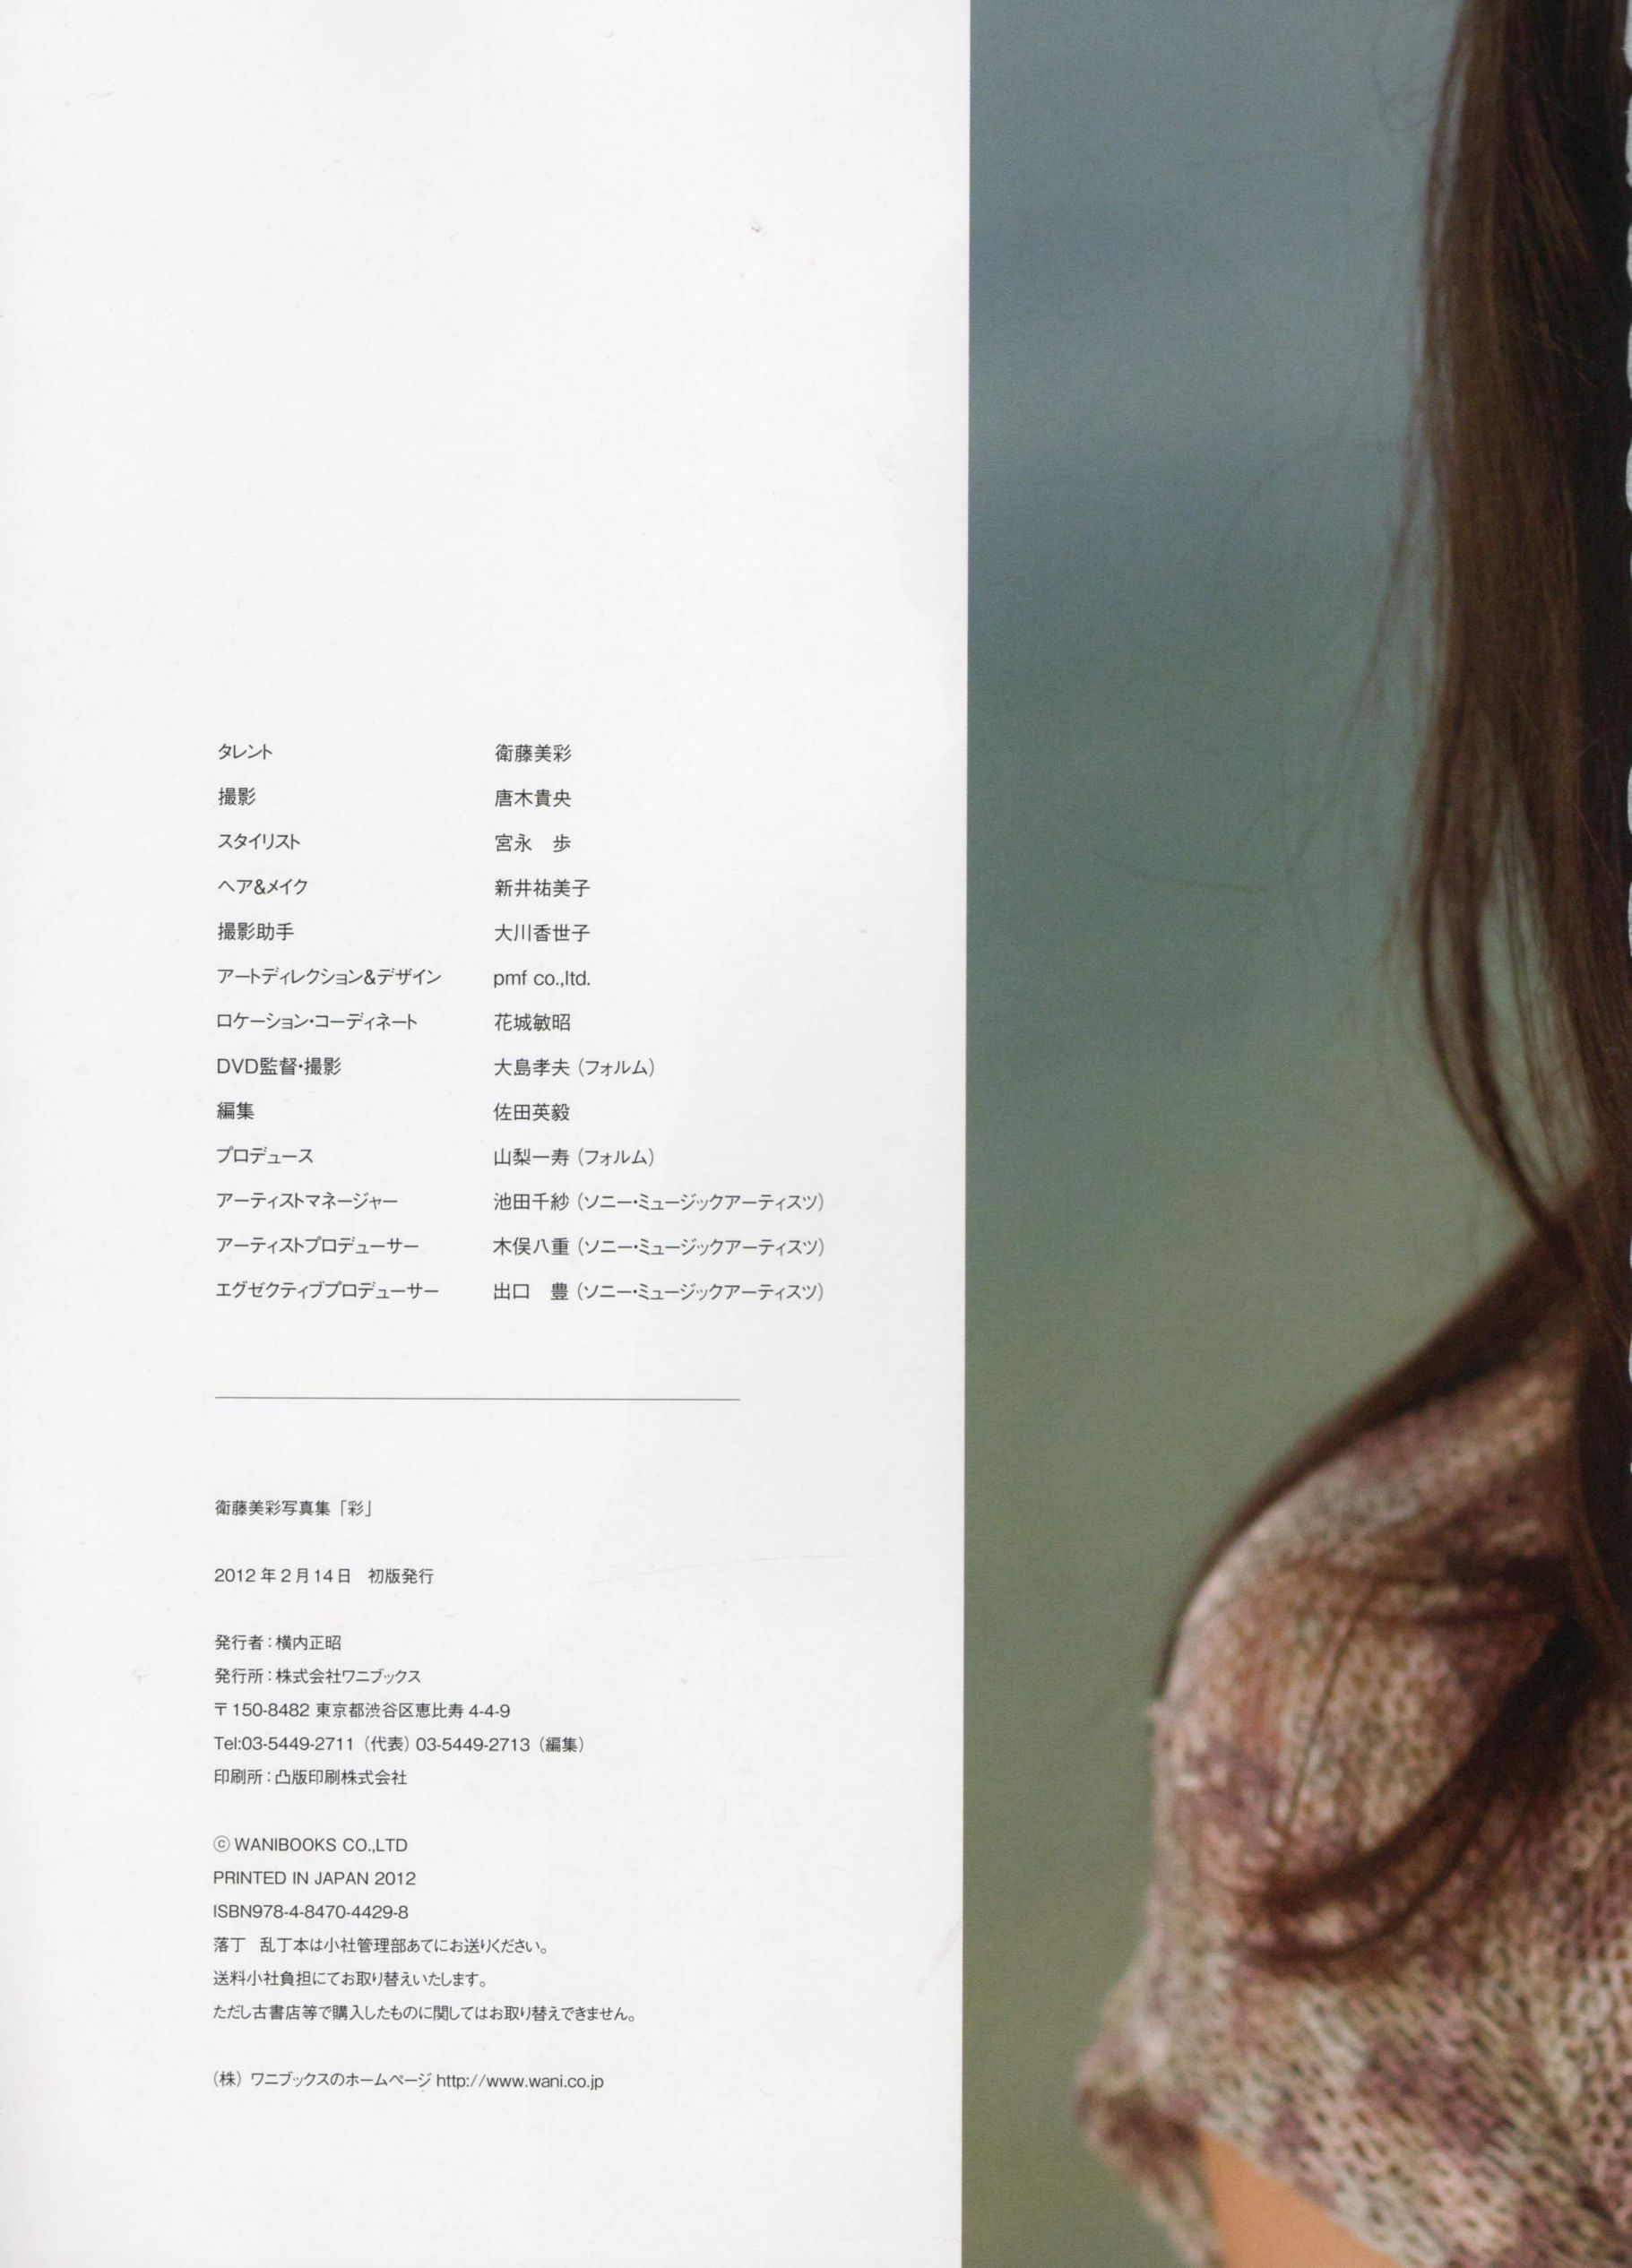 タレント 衛藤美彩
撮影 唐木貴央
スタイリスト 宮永　歩
ヘア&メイク 新井祐美子
撮影助手 大川香世子
アートディレクション&デザイン pmf co.,ltd.
ロケーション・コーディネート 花城敏昭
DVD監督・撮影 大島孝夫（フォルム）
編集 佐田英毅
プロデュース 山梨一寿（フォルム）
アーティストマネージャー 池田千紗（ソニー・ミュージックアーティスツ）
アーティストプロデューサー 木俣八重（ソニー・ミュージックアーティスツ）
エグゼクティブプロデューサー 出口　豊（ソニー・ミュージックアーティスツ）
衛藤美彩写真集「彩」
2012年2月14日　初版発行
発行者：横内正昭
発行所：株式会社ワニブックス
〒150-8482 東京都渋谷区恵比寿 4-4-9
Tel:03-5449-2711（代表）03-5449-2713（編集）
印刷所：凸版印刷株式会社
ⓒ WANIBOOKS CO.,LTD
PRINTED IN JAPAN 2012
ISBN978-4-8470-4429-8
落丁　乱丁本は小社管理部あてにお送りください。
送料小社負担にてお取り替えいたします。
ただし古書店等で購入したものに関してはお取り替えできません。
（株）ワニブックスのホームページ http://www.wani.co.jp